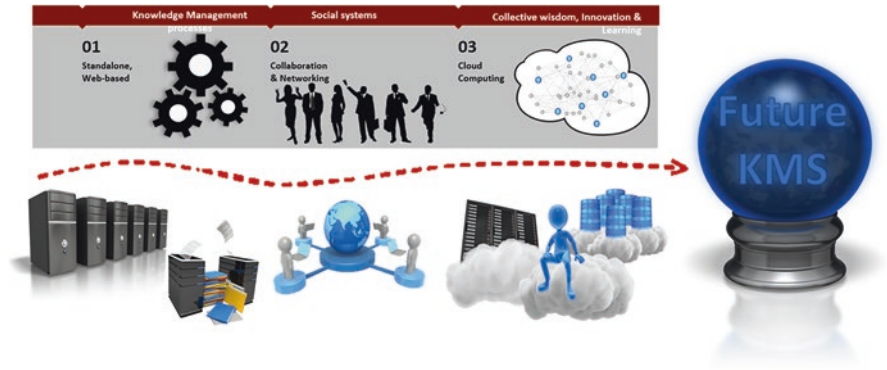 Knowledge Management
processes
Social systems
Collective wisdom, Innovation &
Learning
01
Standalone,
Web-based
02
Collaboration
& Networking
03
Cloud
Computing
Future
KMS